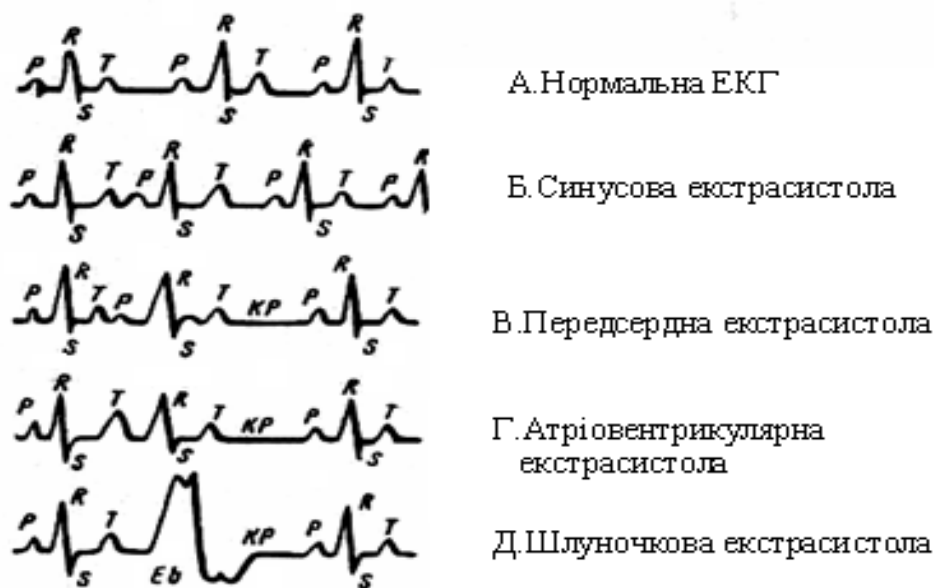 P R T P R T P R T
S S S
А.Нормальна ЕКГ
P R T P R T P R T P R
S S S
Б.Синусова екстрасистола
P R T P R T KP P R T
S S S
В.Передсердна екстрасистола
P R T R T KP P R T
S S S
Г.Атріовентрикулярна
екстрасистола
P R T Eb KP P R T
S S
Д.Шлуночкова екстрасистола